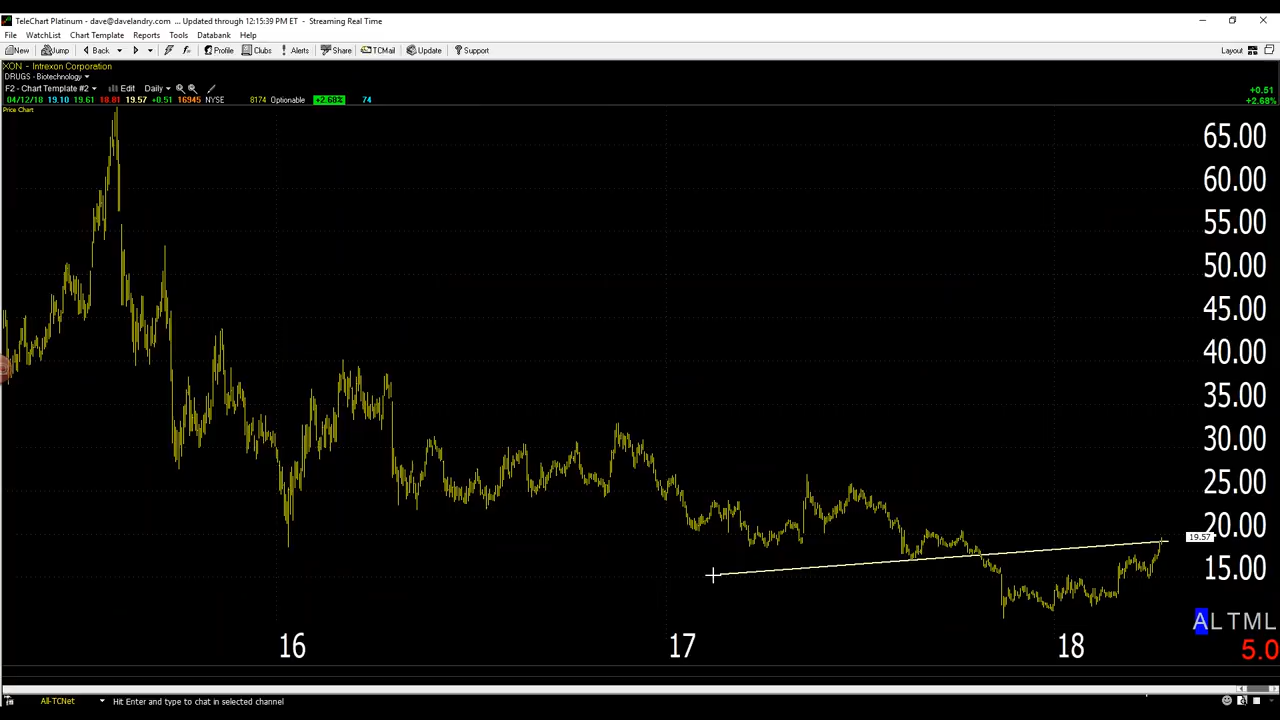 TeleChart Platinum - dave@davelandry.com ... Updated through 12:15:39 PM ET - Streaming Real Time
File WatchList Chart Template Reports Tools Databank Help
New Jump Back Profile Clubs Alerts Share TCMail Update Support Layout
XON - Intrexon Corporation
DRUGS - Biotechnology
F2 - Chart Template #2 Edit Daily +0.51
04/12/18 19.10 19.61 18.81 19.57 +0.51 16945 NYSE 8174 Optionable +2.68% 74 +2.68%
Price Chart
65.00
60.00
55.00
50.00
45.00
40.00
35.00
30.00
25.00
20.00
19.57
15.00
ALTML
16 17 18 5.0
All-TCNet Hit Enter and type to chat in selected channel